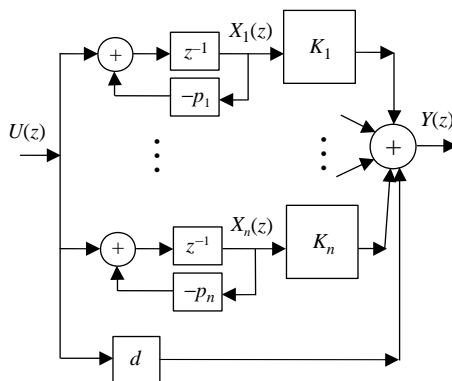 X₁(z)
+ z⁻¹ K₁
−p₁
U(z) Y(z)
+
Xₙ(z)
+ z⁻¹ Kₙ
−pₙ
d